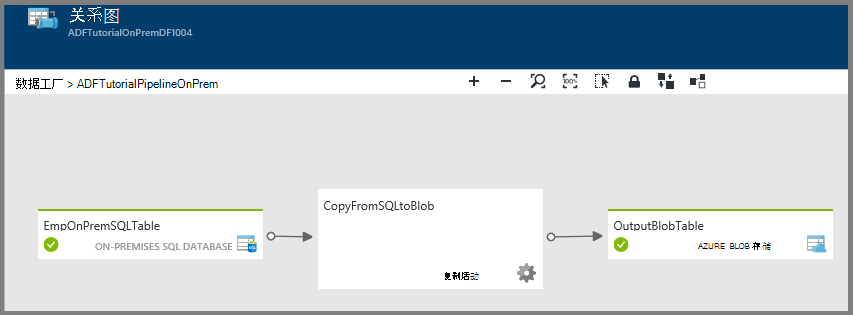 关系图
ADFTutorialOnPremDF1004
数据工厂 > ADFTutorialPipelineOnPrem
100%
EmpOnPremSQLTable
ON-PREMISES SQL DATABASE
SQL
CopyFromSQLtoBlob
复制活动
OutputBlobTable
AZURE BLOB 存储